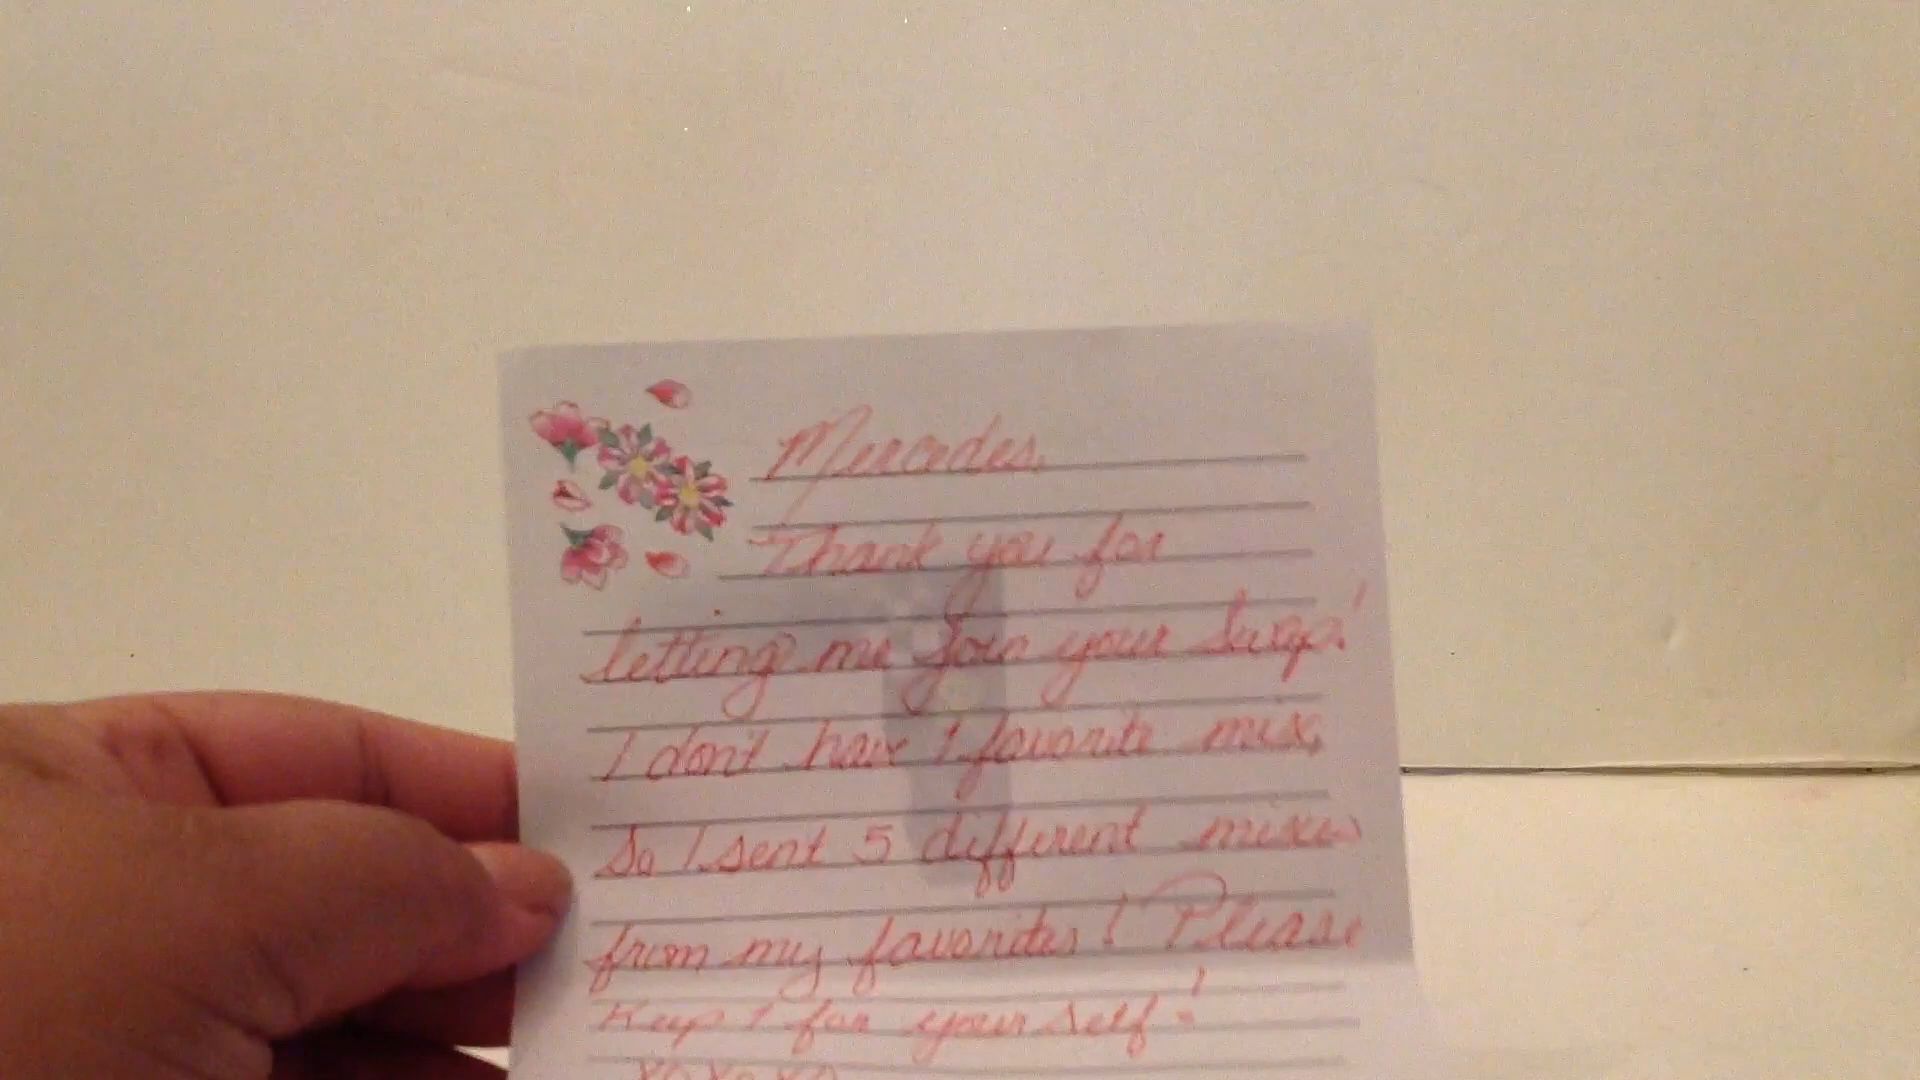 Mercedes,
Thank you for
letting me Join your Swap!
I don't have 1 favorite mix,
So I sent 5 different mixes
from my favorites! Please
Keep 1 for yourself!
XOXOXO